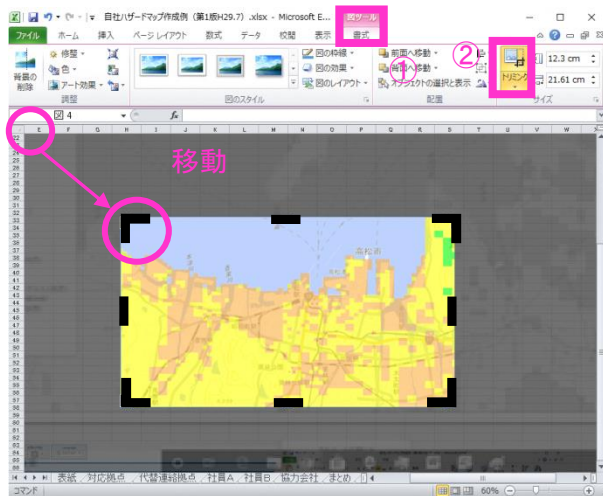 自社ハザードマップ作成例（第1版H29.7）.xlsx - Microsoft E... 図ツール
ファイル ホーム 挿入 ページレイアウト 数式 データ 校閲 表示 書式
背景の削除 修整 色 アート効果
図の枠線 図の効果 図のレイアウト
前面へ移動 背面へ移動 オブジェクトの選択と表示
トリミング 12.3 cm 21.61 cm
① ②
調整 図のスタイル 配置 サイズ
図 4 fx
E F G H I J K L M N O P Q R S T U V W
移動
高松市
表紙 対応拠点 代替連絡拠点 社員A 社員B 協力会社 まとめ
コマンド 60%